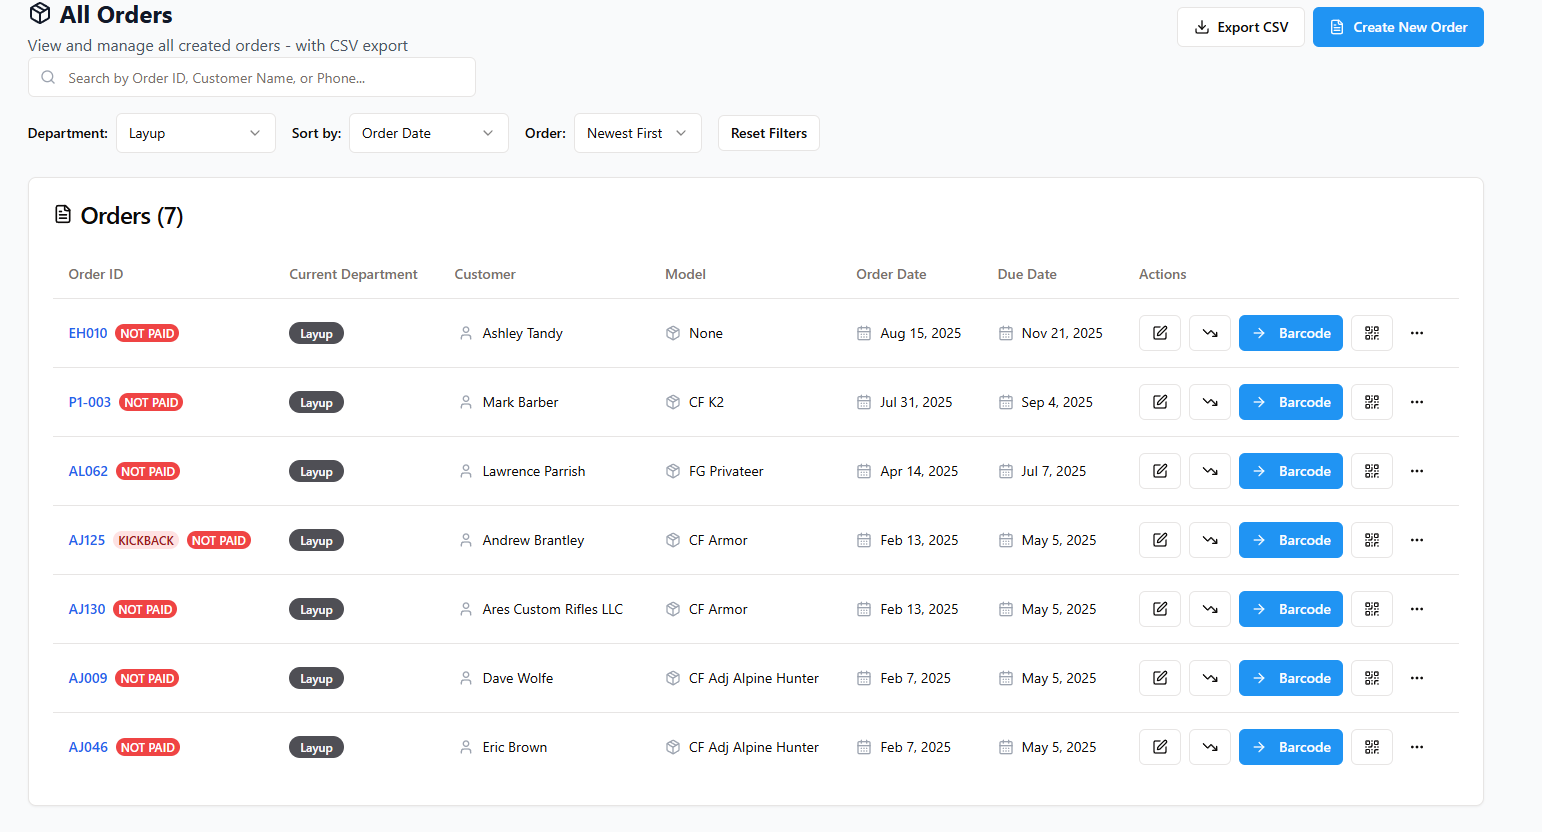 All Orders
View and manage all created orders - with CSV export
Export CSV
Create New Order
Search by Order ID, Customer Name, or Phone...
Department: Layup Sort by: Order Date Order: Newest First Reset Filters
Orders (7)
Order ID Current Department Customer Model Order Date Due Date Actions
EH010 NOT PAID Layup Ashley Tandy None Aug 15, 2025 Nov 21, 2025 Barcode
P1-003 NOT PAID Layup Mark Barber CF K2 Jul 31, 2025 Sep 4, 2025 Barcode
AL062 NOT PAID Layup Lawrence Parrish FG Privateer Apr 14, 2025 Jul 7, 2025 Barcode
AJ125 KICKBACK NOT PAID Layup Andrew Brantley CF Armor Feb 13, 2025 May 5, 2025 Barcode
AJ130 NOT PAID Layup Ares Custom Rifles LLC CF Armor Feb 13, 2025 May 5, 2025 Barcode
AJ009 NOT PAID Layup Dave Wolfe CF Adj Alpine Hunter Feb 7, 2025 May 5, 2025 Barcode
AJ046 NOT PAID Layup Eric Brown CF Adj Alpine Hunter Feb 7, 2025 May 5, 2025 Barcode